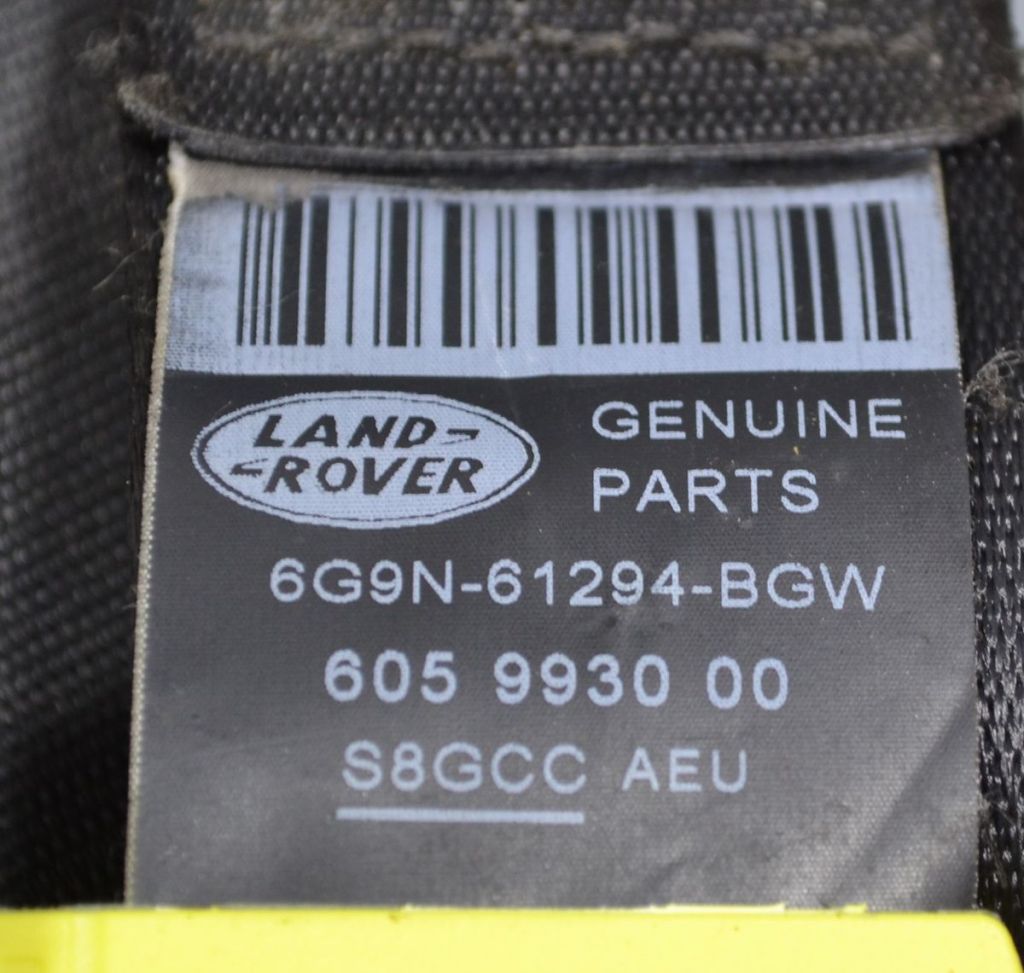 LAND-
-ROVER
GENUINE
PARTS
6G9N-61294-BGW
605 9930 00
S8GCC AEU